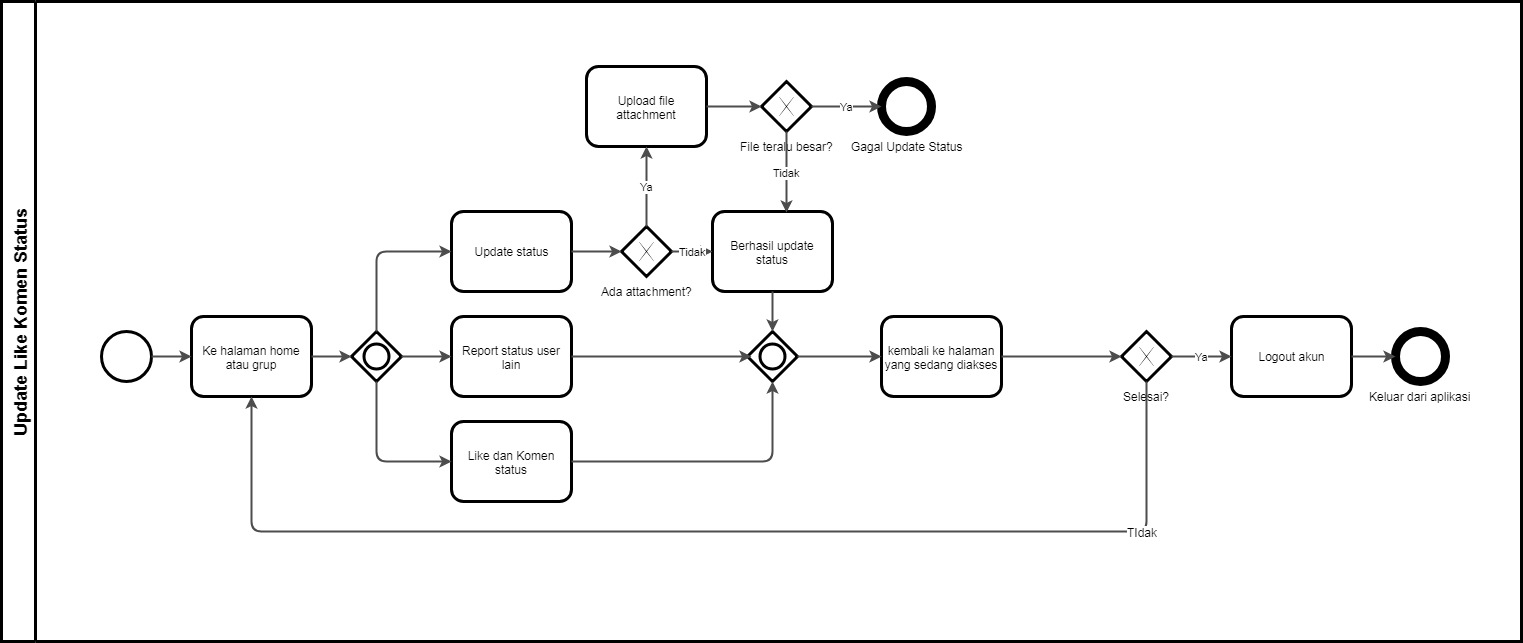 Update Like Komen Status
Upload file
attachment
File teralu besar?
Ya
Gagal Update Status
Tidak
Ya
Update status
Ada attachment?
Tidak
Berhasil update
status
Ke halaman home
atau grup
Report status user
lain
Like dan Komen
status
kembali ke halaman
yang sedang diakses
Selesai?
Ya
Logout akun
Keluar dari aplikasi
TIdak